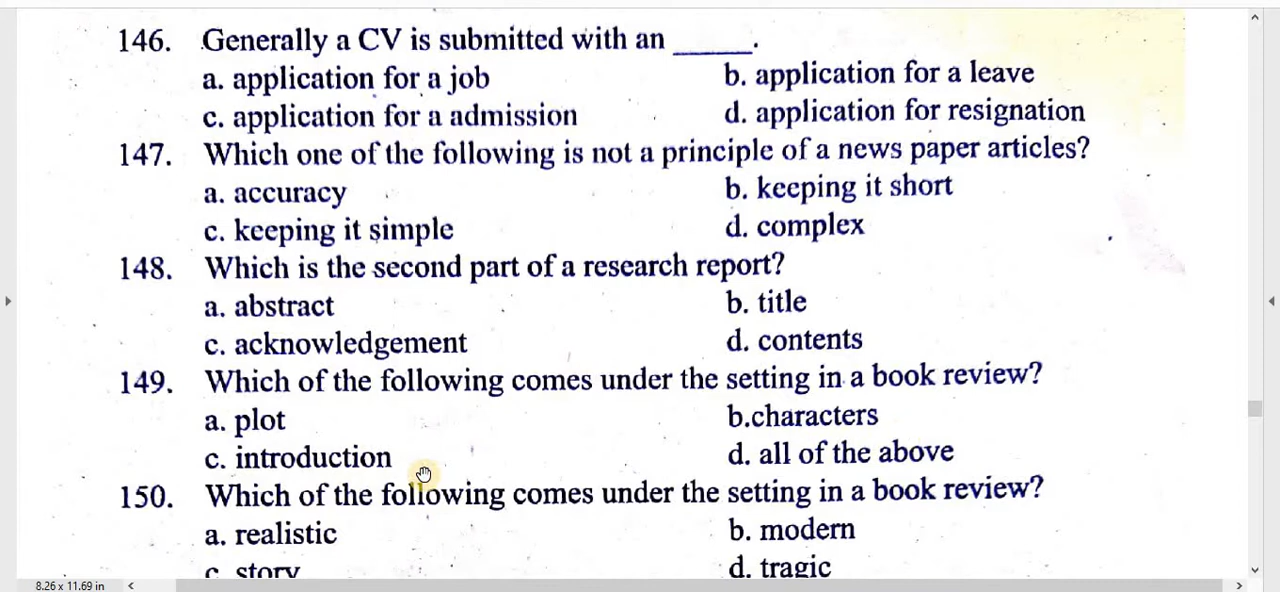 146. Generally a CV is submitted with an ______.
a. application for a job b. application for a leave
c. application for a admission d. application for resignation
147. Which one of the following is not a principle of a news paper articles?
a. accuracy b. keeping it short
c. keeping it simple d. complex
148. Which is the second part of a research report?
a. abstract b. title
c. acknowledgement d. contents
149. Which of the following comes under the setting in a book review?
a. plot b.characters
c. introduction d. all of the above
150. Which of the following comes under the setting in a book review?
a. realistic b. modern
c. story d. tragic
8.26 x 11.69 in